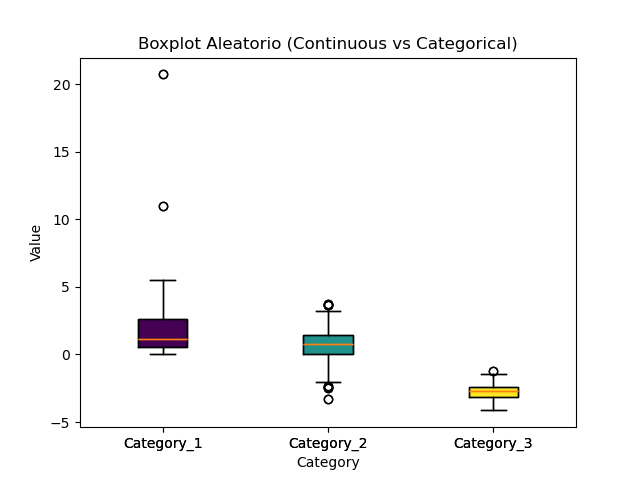 Boxplot Aleatorio (Continuous vs Categorical)
Value
20
15
10
5
0
−5
Category_1
Category_2
Category_3
Category